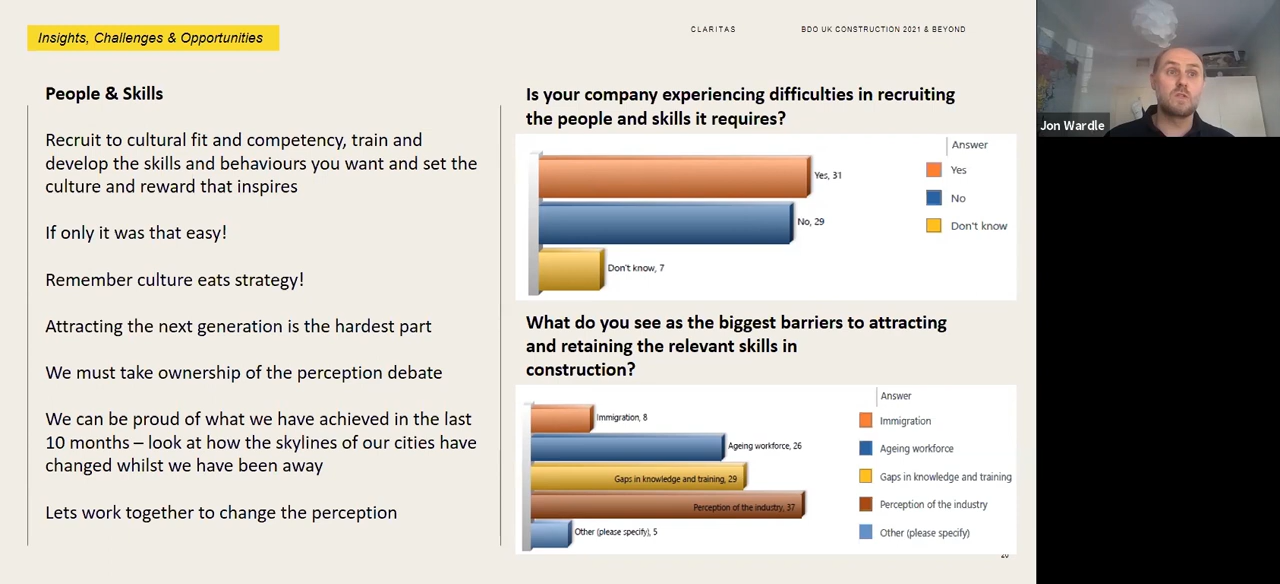 Insights, Challenges & Opportunities
CLARITAS
BDO UK CONSTRUCTION 2021 & BEYOND
People & Skills
Recruit to cultural fit and competency, train and
develop the skills and behaviours you want and set the
culture and reward that inspires
If only it was that easy!
Remember culture eats strategy!
Attracting the next generation is the hardest part
We must take ownership of the perception debate
We can be proud of what we have achieved in the last
10 months – look at how the skylines of our cities have
changed whilst we have been away
Lets work together to change the perception
Is your company experiencing difficulties in recruiting
the people and skills it requires?
Yes, 31
No, 29
Don't know, 7
Answer
Yes
No
Don't know
What do you see as the biggest barriers to attracting
and retaining the relevant skills in
construction?
Immigration, 8
Ageing workforce, 26
Gaps in knowledge and training, 29
Perception of the industry, 37
Other (please specify), 5
Answer
Immigration
Ageing workforce
Gaps in knowledge and training
Perception of the industry
Other (please specify)
Jon Wardle